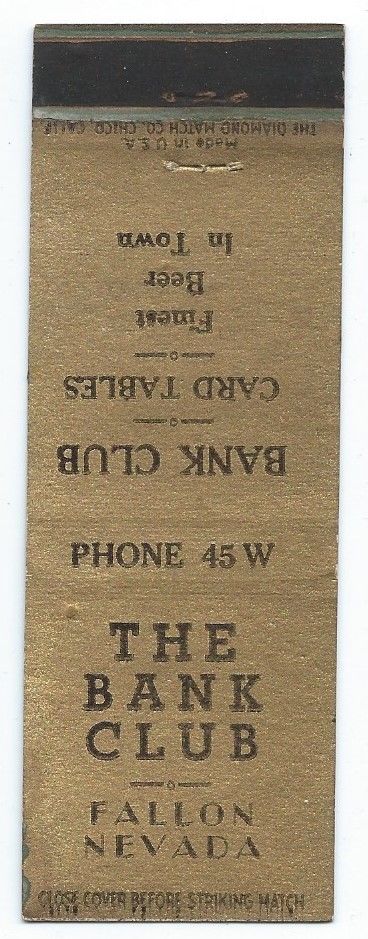 THE DIAMOND MATCH CO. CHICO, CALIF.
Made in U.S.A.
BANK CLUB
CARD TABLES
Finest
Beer
In Town
PHONE 45 W
THE
BANK
CLUB
FALLON
NEVADA
CLOSE COVER BEFORE STRIKING MATCH